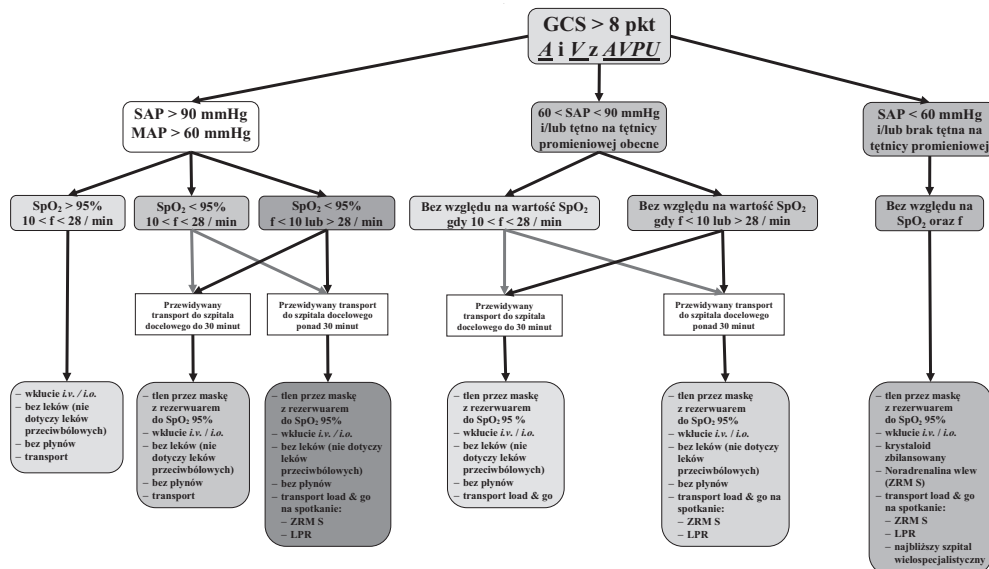 GCS > 8 pkt
A i V z AVPU
SAP > 90 mmHg
MAP > 60 mmHg
60 < SAP < 90 mmHg
i/lub tętno na tętnicy
promieniowej obecne
SAP < 60 mmHg
i/lub brak tętna na
tętnicy promieniowej
SpO₂ > 95%
10 < f < 28 / min
SpO₂ < 95%
10 < f < 28 / min
SpO₂ < 95%
f < 10 lub > 28 / min
Bez względu na wartość SpO₂
gdy 10 < f < 28 / min
Bez względu na wartość SpO₂
gdy f < 10 lub > 28 / min
Bez względu na
SpO₂ oraz f
Przewidywany
transport do szpitala
docelowego do 30 minut
Przewidywany transport
do szpitala docelowego
ponad 30 minut
Przewidywany
transport do szpitala
docelowego do 30 minut
Przewidywany transport
do szpitala docelowego
ponad 30 minut
– wkłucie i.v. / i.o.
– bez leków (nie
dotyczy leków
przeciwbólowych)
– bez płynów
– transport
– tlen przez maskę
z rezerwuarem
do SpO₂ 95%
– wkłucie i.v. / i.o.
– bez leków (nie
dotyczy leków
przeciwbólowych)
– bez płynów
– transport
– tlen przez maskę
z rezerwuarem
do SpO₂ 95%
– wkłucie i.v. / i.o.
– bez leków (nie
dotyczy leków
przeciwbólowych)
– bez płynów
– transport load & go
na spotkanie:
– ZRM S
– LPR
– tlen przez maskę
z rezerwuarem
do SpO₂ 95 %
– wkłucie i.v. / i.o.
– bez leków (nie
dotyczy leków
przeciwbólowych)
– bez płynów
– transport load & go
– tlen przez maskę
z rezerwuarem
do SpO₂ 95%
– wkłucie i.v. / i.o.
– bez leków (nie dotyczy
leków
przeciwbólowych)
– bez płynów
– transport load & go na
spotkanie:
– ZRM S
– LPR
– tlen przez maskę
z rezerwuarem
do SpO₂ 95%
– wkłucie i.v. / i.o.
– krystaloid
zbilansowany
– Noradrenalina wlew
(ZRM S)
– transport load & go
na spotkanie:
– ZRM S
– LPR
– najbliższy szpital
wielospecjalistyczny